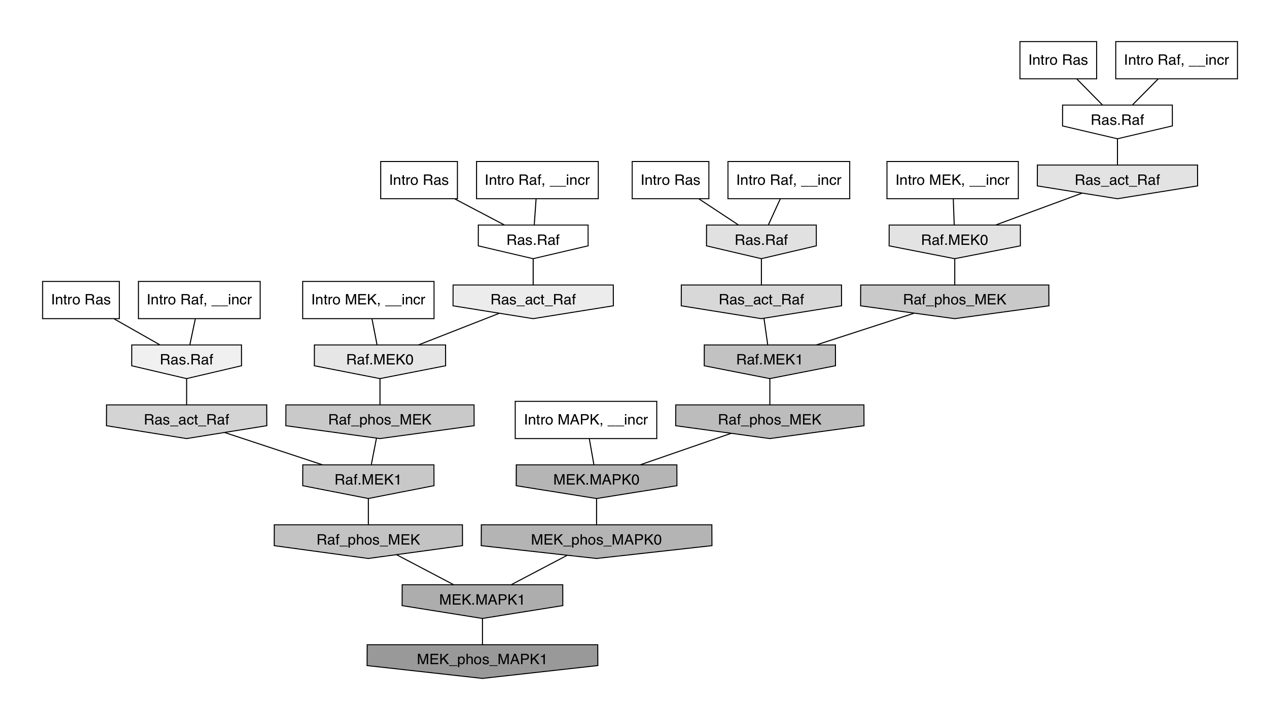 Intro Ras
Intro Raf, __incr
Ras.Raf
Intro Ras
Intro Raf, __incr
Intro Ras
Intro Raf, __incr
Intro MEK, __incr
Ras_act_Raf
Ras.Raf
Ras.Raf
Raf.MEK0
Intro Ras
Intro Raf, __incr
Intro MEK, __incr
Ras_act_Raf
Ras_act_Raf
Raf_phos_MEK
Ras.Raf
Raf.MEK0
Raf.MEK1
Ras_act_Raf
Raf_phos_MEK
Intro MAPK, __incr
Raf_phos_MEK
Raf.MEK1
MEK.MAPK0
Raf_phos_MEK
MEK_phos_MAPK0
MEK.MAPK1
MEK_phos_MAPK1